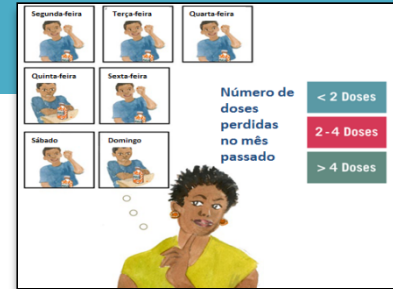 Segunda-feira
Terça-feira
Quarta-feira
Quinta-feira
Sexta-feira
Sábado
Domingo
Número de
doses
perdidas
no mês
passado
< 2 Doses
2-4 Doses
> 4 Doses